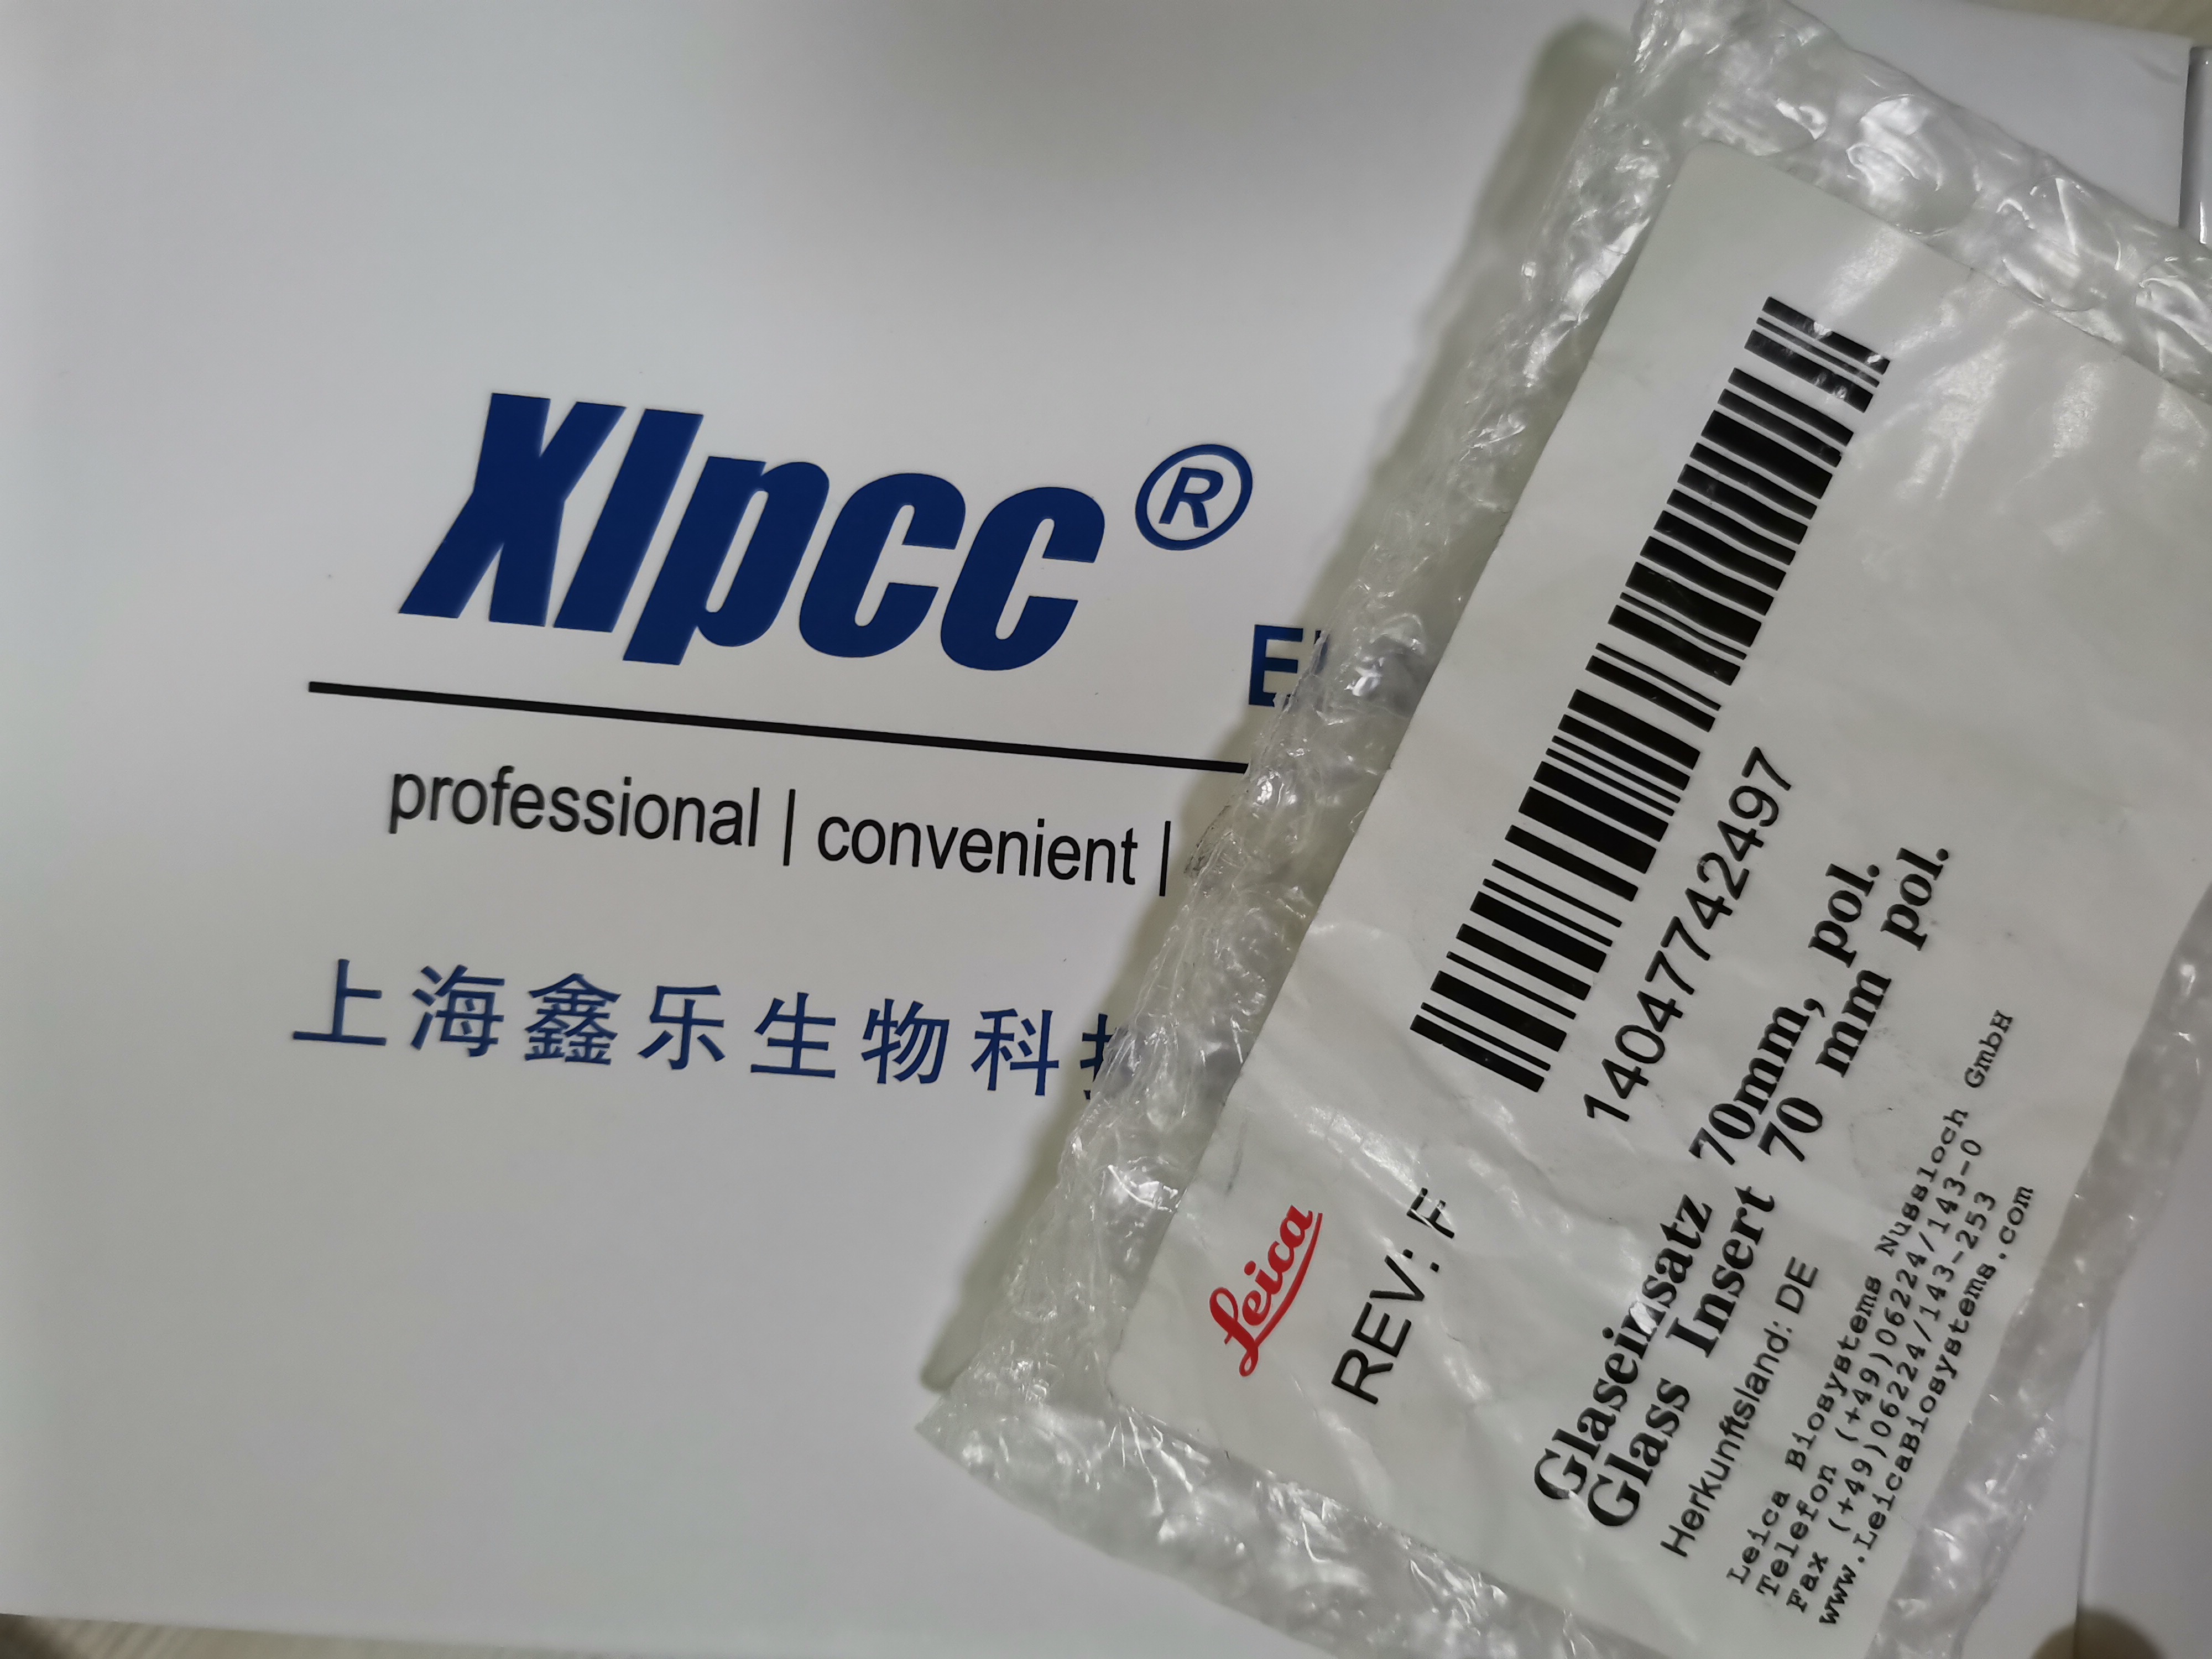 XIpcc®
professional | convenient |
上海鑫乐生物科
14047742497
Leica
REV: F
Glaseinsatz 70mm, pol.
Glass Insert 70 mm pol.
Herkunftsland: DE
Leica Biosystems Nussloch GmbH
Telefon (+49)06224/143-0
Fax (+49)06224/143-253
www.LeicaBiosystems.com